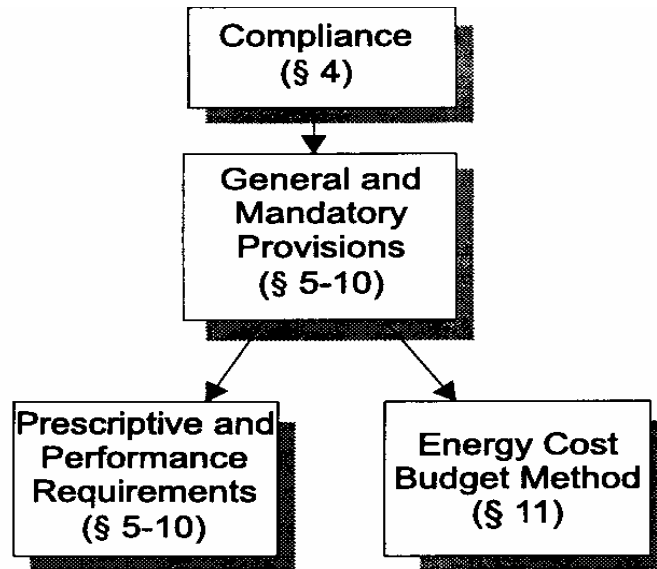 Compliance
(§ 4)
General and
Mandatory
Provisions
(§ 5-10)
Prescriptive and
Performance
Requirements
(§ 5-10)
Energy Cost
Budget Method
(§ 11)